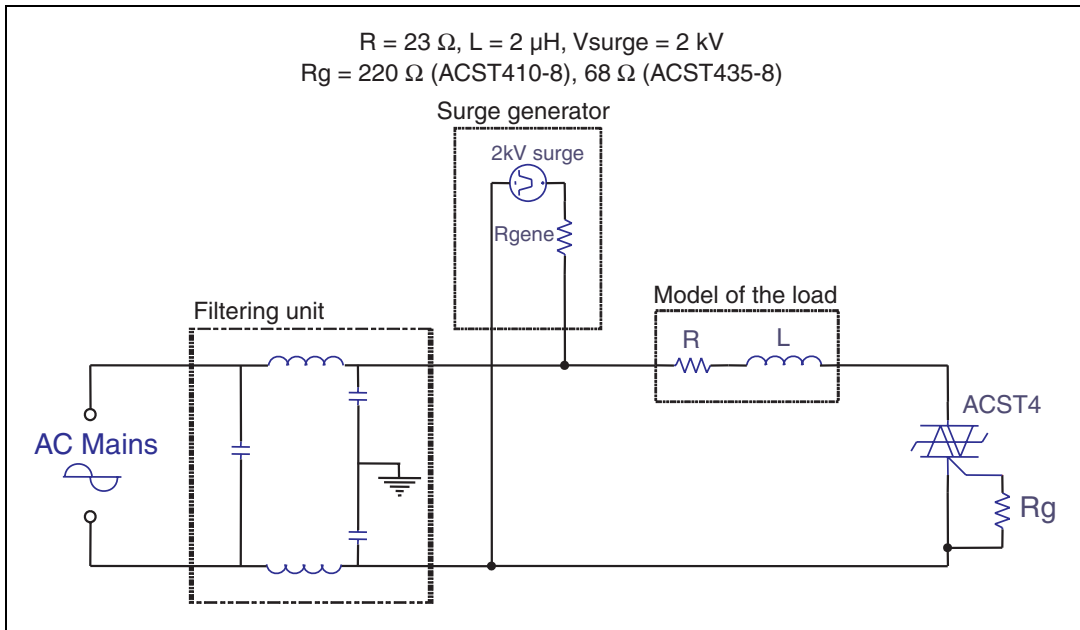 R = 23 Ω, L = 2 µH, Vsurge = 2 kV
Rg = 220 Ω (ACST410-8), 68 Ω (ACST435-8)
Surge generator
2kV surge
Rgene
Filtering unit
Model of the load
R
L
ACST4
AC Mains
Rg